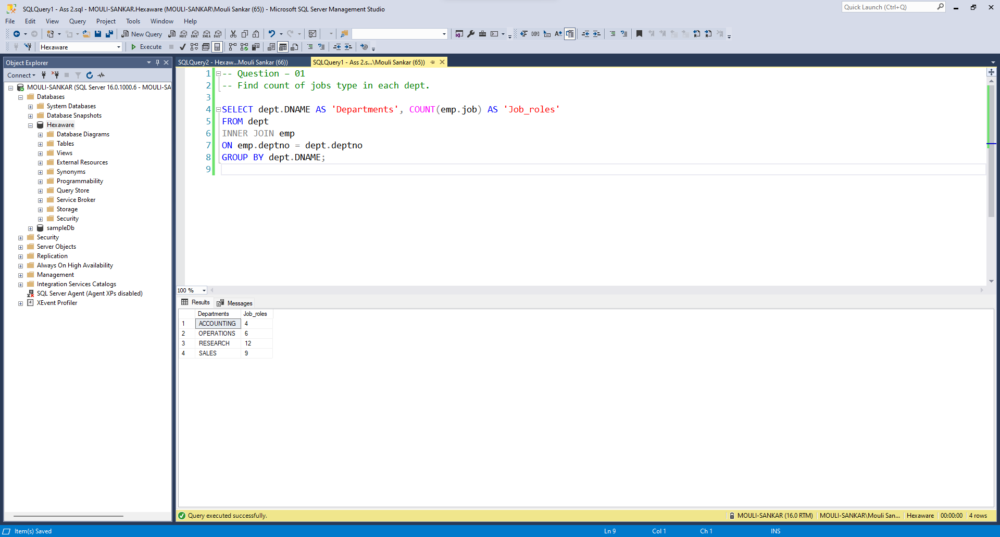 SQLQuery1 - Ass 2.sql - MOULI-SANKAR.Hexaware (MOULI-SANKAR\Mouli Sankar (65)) - Microsoft SQL Server Management Studio
Quick Launch (Ctrl+Q)
File Edit View Query Project Tools Window Help
New Query MDX DMX XMLA DAX
Hexaware Execute
Object Explorer
Connect
MOULI-SANKAR (SQL Server 16.0.1000.6 - MOULI-SA
Databases
System Databases
Database Snapshots
Hexaware
Database Diagrams
Tables
Views
External Resources
Synonyms
Programmability
Query Store
Service Broker
Storage
Security
sampleDb
Security
Server Objects
Replication
Always On High Availability
Management
Integration Services Catalogs
SQL Server Agent (Agent XPs disabled)
XEvent Profiler
SQLQuery2 - Hexaw...Mouli Sankar (66)) SQLQuery1 - Ass 2.s...\Mouli Sankar (65))
1 -- Question – 01
2 -- Find count of jobs type in each dept.
3
4 SELECT dept.DNAME AS 'Departments', COUNT(emp.job) AS 'Job_roles'
5 FROM dept
6 INNER JOIN emp
7 ON emp.deptno = dept.deptno
8 GROUP BY dept.DNAME;
9
100 %
Results Messages
Departments Job_roles
1 ACCOUNTING 4
2 OPERATIONS 6
3 RESEARCH 12
4 SALES 9
Query executed successfully. MOULI-SANKAR (16.0 RTM) MOULI-SANKAR\Mouli San... Hexaware 00:00:00 4 rows
Item(s) Saved Ln 9 Col 1 Ch 1 INS